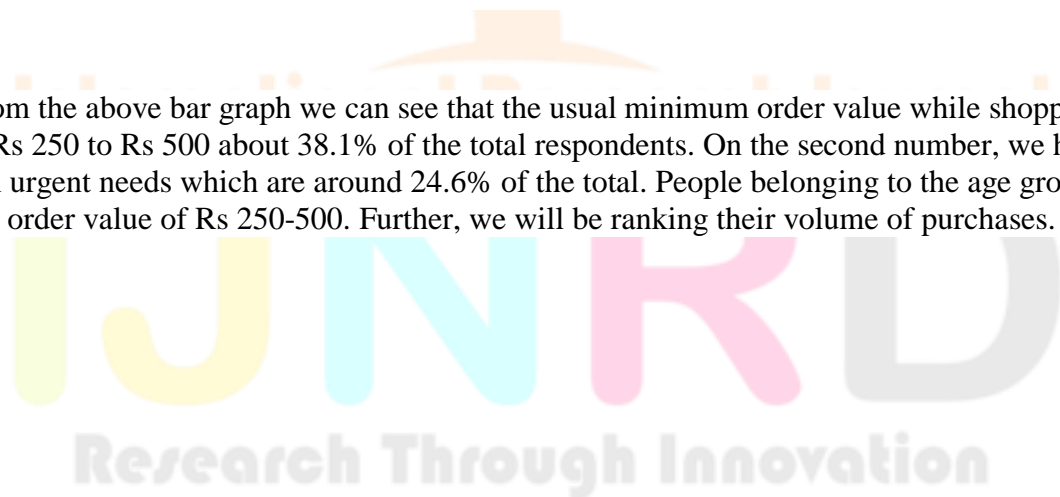 om the above bar graph we can see that the usual minimum order value while shopp
Rs 250 to Rs 500 about 38.1% of the total respondents. On the second number, we h
urgent needs which are around 24.6% of the total. People belonging to the age gro
order value of Rs 250-500. Further, we will be ranking their volume of purchases.
IJNRD
Research Through Innovation